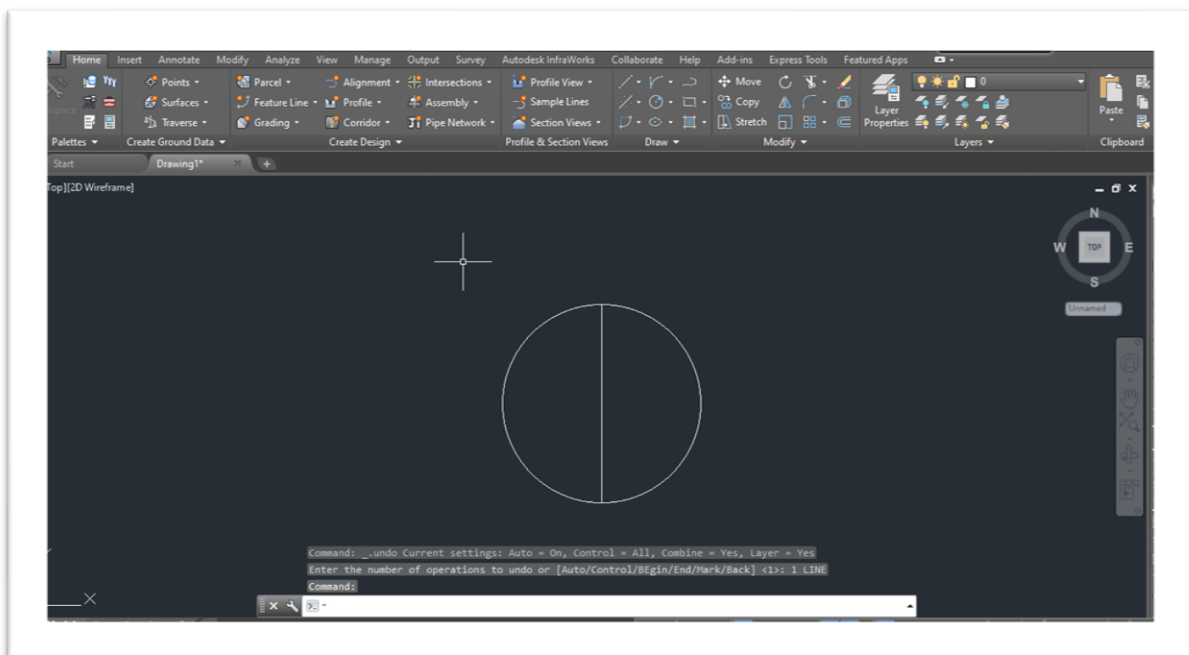 Home Insert Annotate Modify Analyze View Manage Output Survey Autodesk InfraWorks Collaborate Help Add-ins Express Tools Featured Apps
Points Parcel Alignment Intersections Profile View Move
Surfaces Feature Line Profile Assembly Sample Lines Copy
Traverse Grading Corridor Pipe Network Section Views Stretch
Layer
Properties
0
Paste
Palettes Create Ground Data Create Design Profile & Section Views Draw Modify Layers Clipboard
Start Drawing1*
Top][2D Wireframe]
N
W TOP E
S
Unnamed
Command: _.undo Current settings: Auto = On, Control = All, Combine = Yes, Layer = Yes
Enter the number of operations to undo or [Auto/Control/BEgin/End/Mark/Back] <1>: 1 LINE
Command: